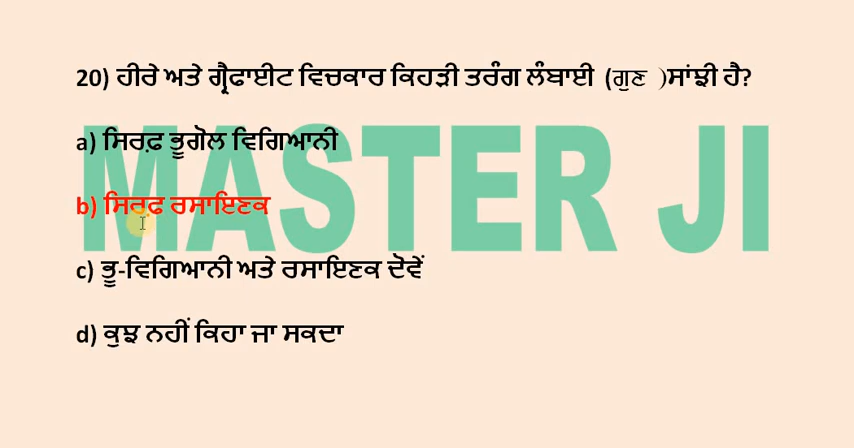 20) ਹੀਰੇ ਅਤੇ ਗ੍ਰੈਫਾਈਟ ਵਿਚਕਾਰ ਕਿਹੜੀ ਤਰੰਗ ਲੰਬਾਈ (ਗੁਣ )ਸਾਂਝੀ ਹੈ?
a) ਸਿਰਫ਼ ਭੂਗੋਲ ਵਿਗਿਆਨੀ
MASTER JI
b) ਸਿਰਫ ਰਸਾਇਣਕ
c) ਭੂ-ਵਿਗਿਆਨੀ ਅਤੇ ਰਸਾਇਣਕ ਦੋਵੇਂ
d) ਕੁਝ ਨਹੀਂ ਕਿਹਾ ਜਾ ਸਕਦਾ